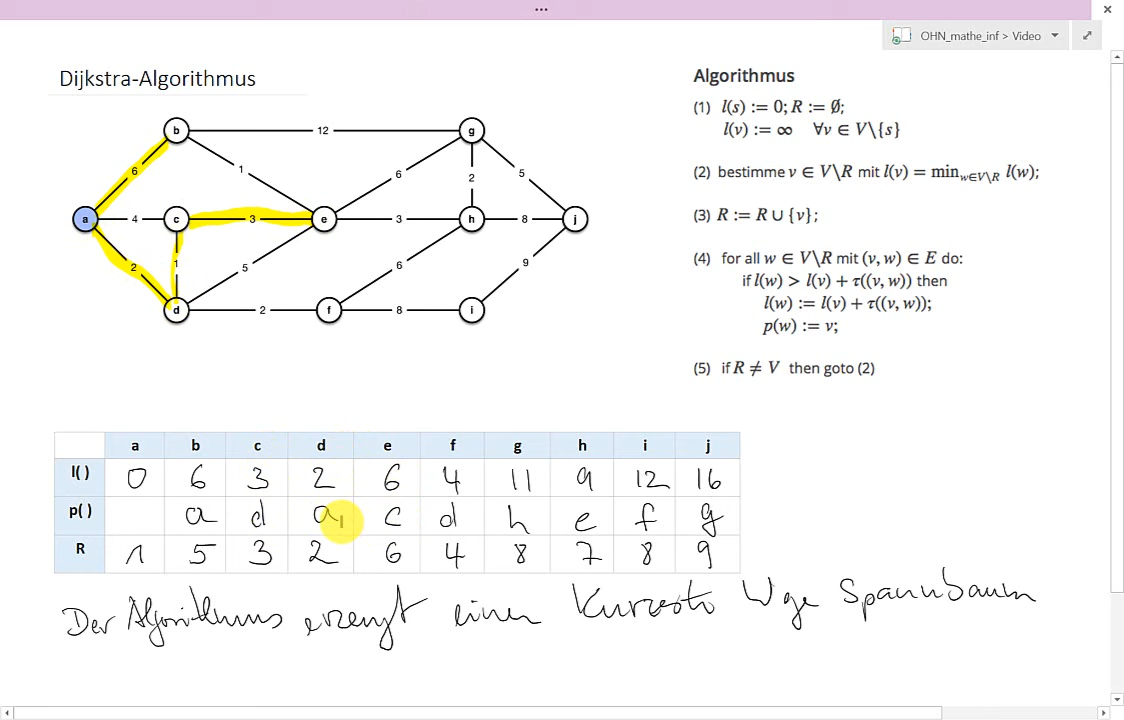 ...
OHN_mathe_inf > Video
Dijkstra-Algorithmus
Algorithmus
(1) l(s) := 0; R := Ø;
l(v) := ∞ ∀v ∈ V\{s}
(2) bestimme v ∈ V\R mit l(v) = min_{w∈V\R} l(w);
(3) R := R ∪ {v};
(4) for all w ∈ V\R mit (v, w) ∈ E do:
if l(w) > l(v) + τ((v, w)) then
l(w) := l(v) + τ((v, w));
p(w) := v;
(5) if R ≠ V then goto (2)
b 12 g
6 1 6 2 5
a 4 c 3 e 3 h 8 j
2 1 5 6 9
d 2 f 8 i
a b c d e f g h i j
l() 0 6 3 2 6 4 11 9 12 16
p() a d a c d h e f g
R 1 5 3 2 6 4 8 7 8 9
Der Algorithmus erzeugt einen Kürzeste Wege Spannbaum